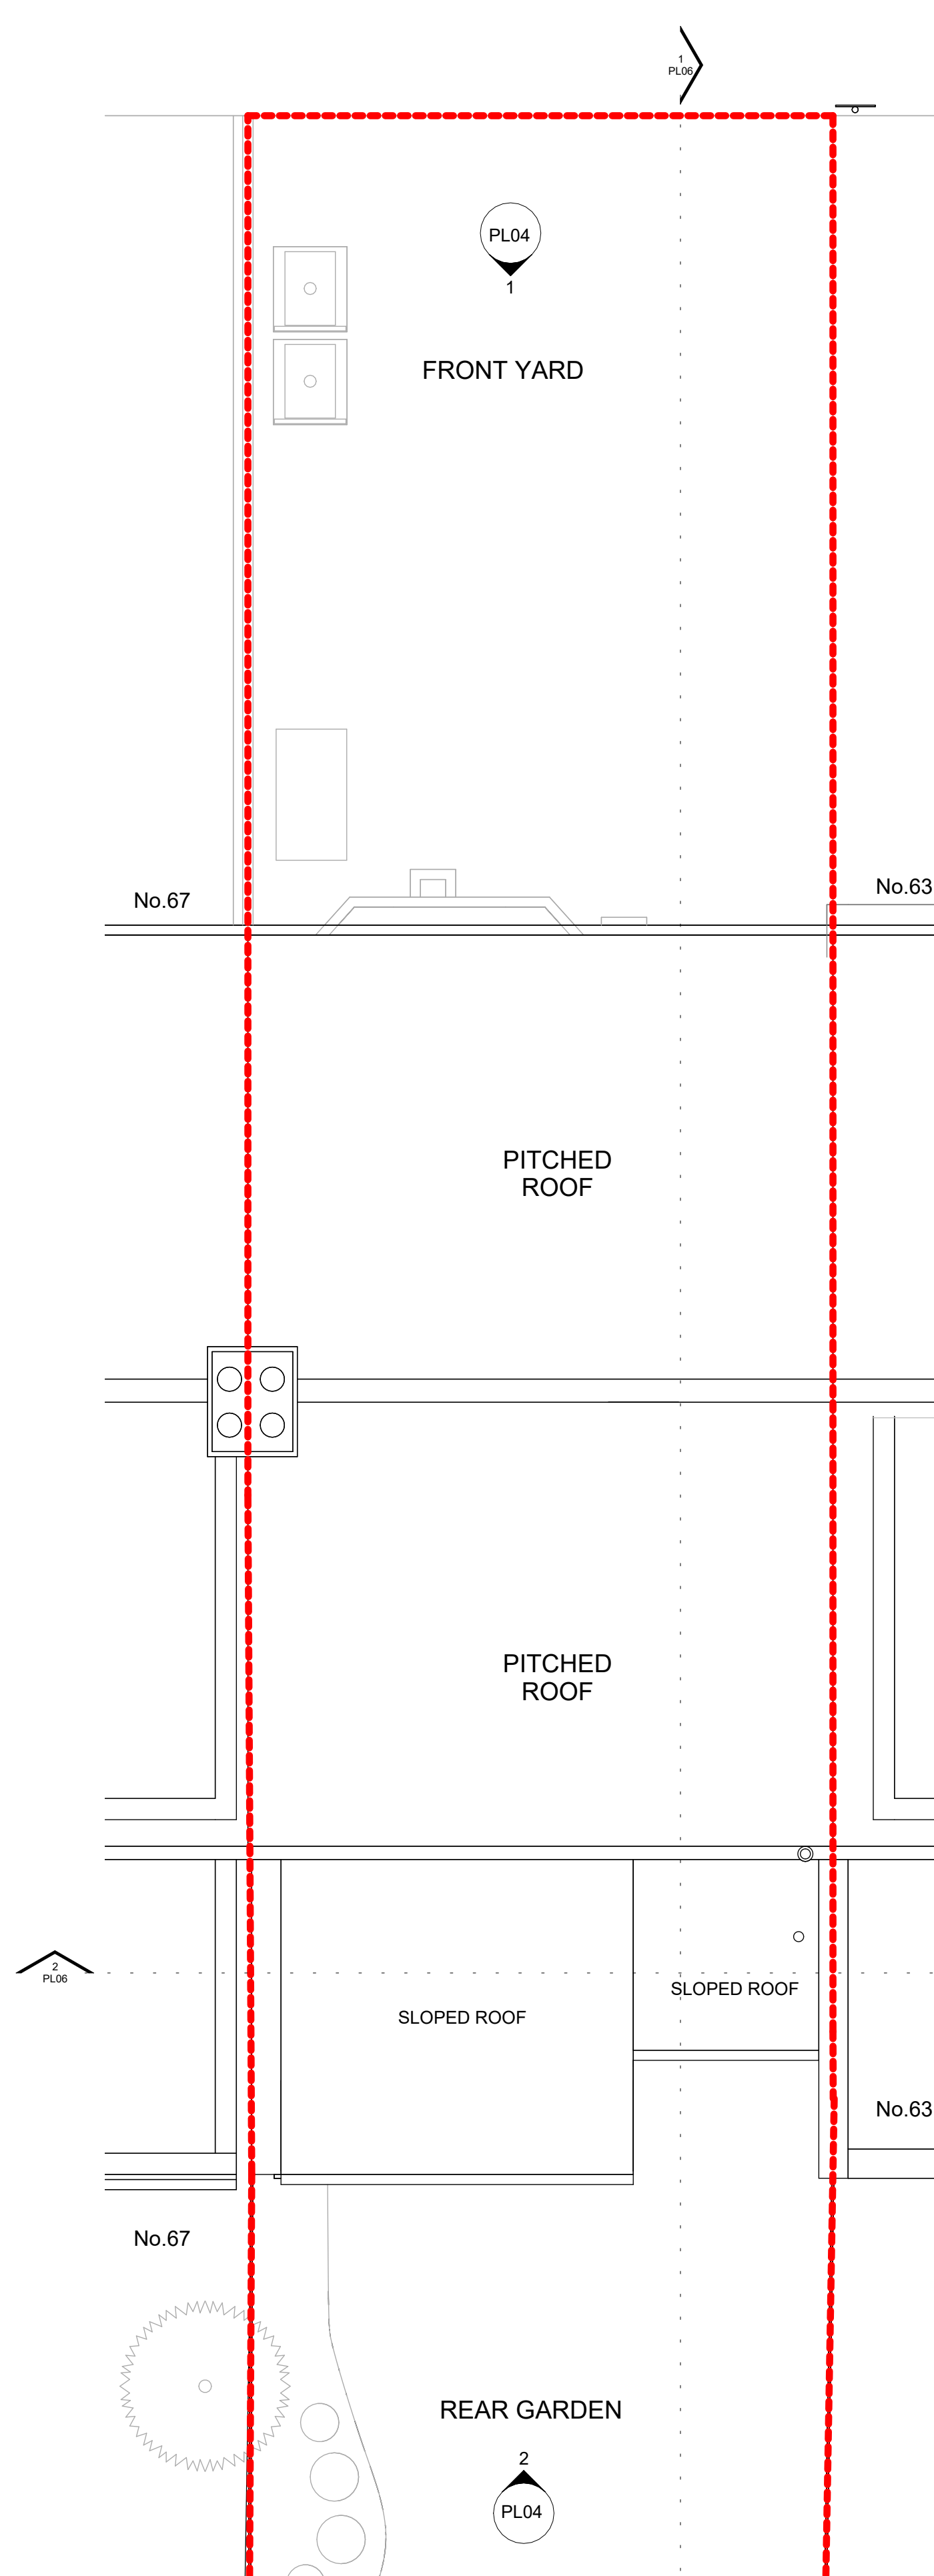 1
PL06
PL04
1
FRONT YARD
No.67
No.63
PITCHED
ROOF
PITCHED
ROOF
2
PL06
SLOPED ROOF
SLOPED ROOF
No.63
No.67
REAR GARDEN
2
PL04